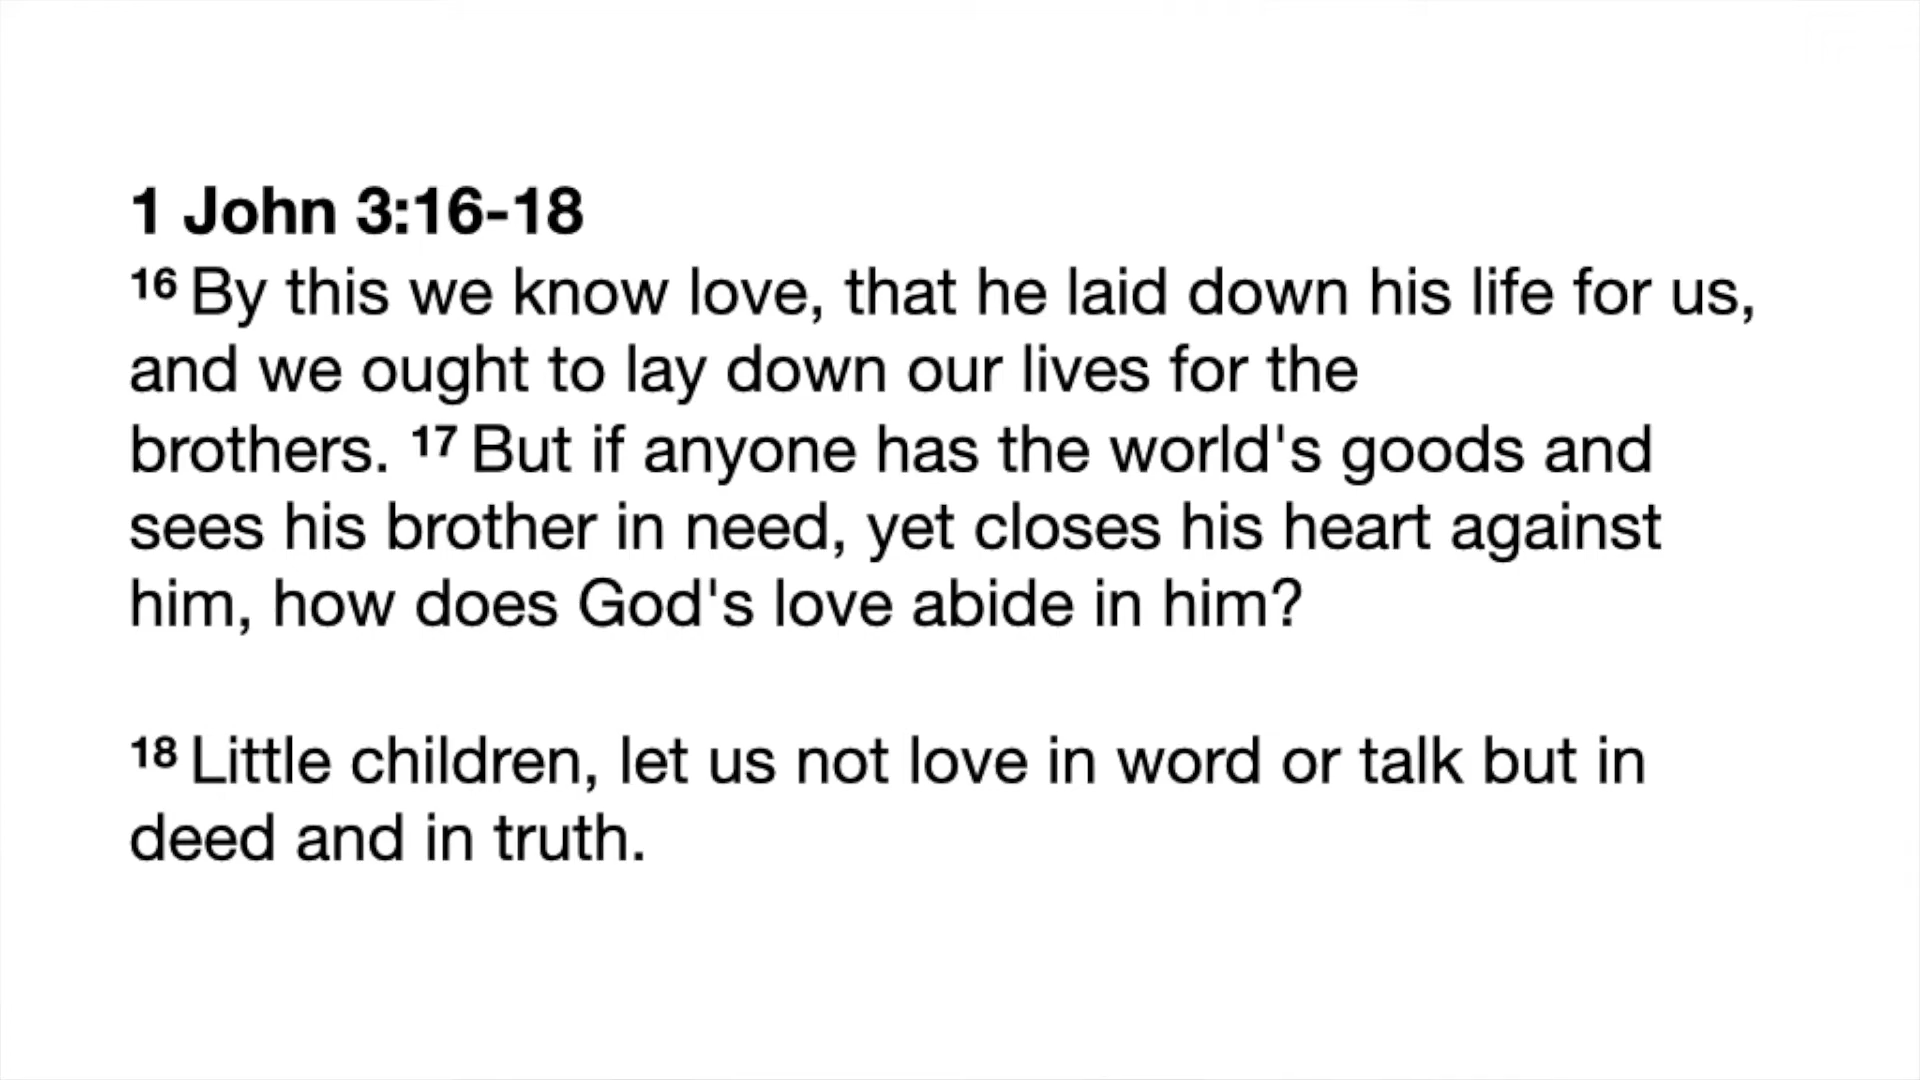 1 John 3:16-18
16 By this we know love, that he laid down his life for us,
and we ought to lay down our lives for the
brothers. 17 But if anyone has the world's goods and
sees his brother in need, yet closes his heart against
him, how does God's love abide in him?
18 Little children, let us not love in word or talk but in
deed and in truth.